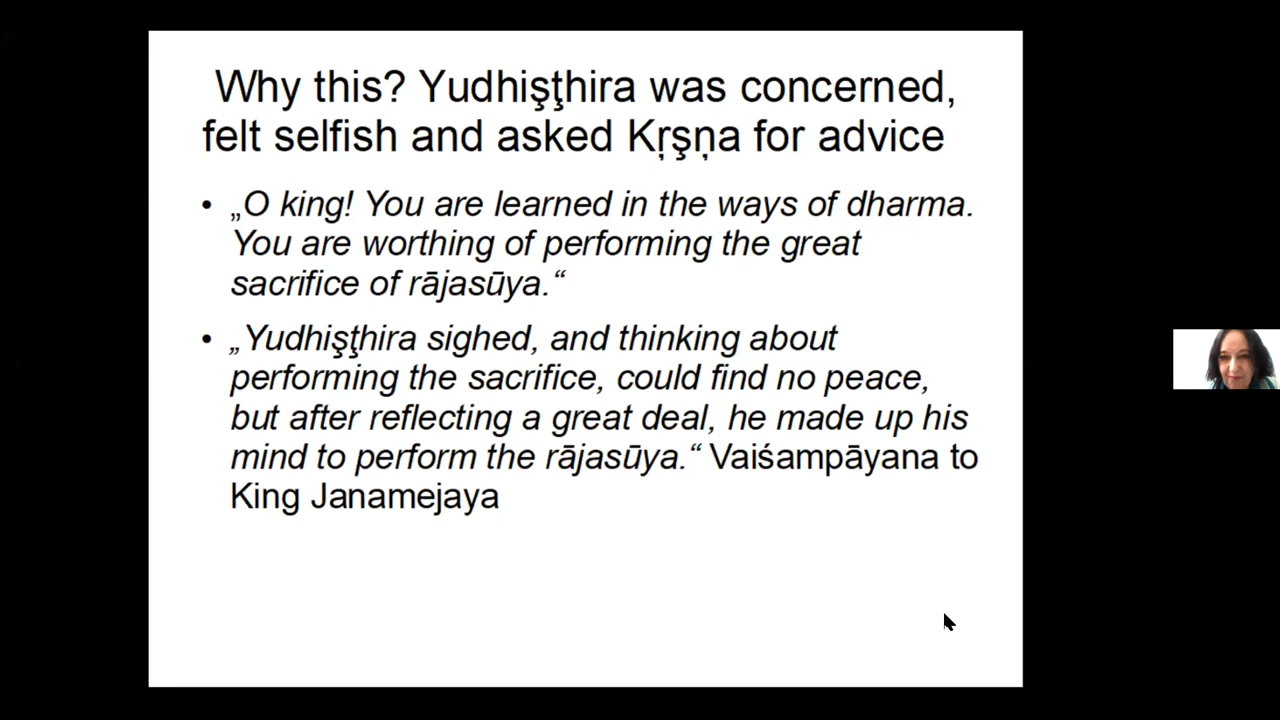 Why this? Yudhişţhira was concerned,
felt selfish and asked Kŗşņa for advice
• „O king! You are learned in the ways of dharma.
You are worthing of performing the great
sacrifice of rājasūya.“
• „Yudhişţhira sighed, and thinking about
performing the sacrifice, could find no peace,
but after reflecting a great deal, he made up his
mind to perform the rājasūya.“ Vaiśampāyana to
King Janamejaya